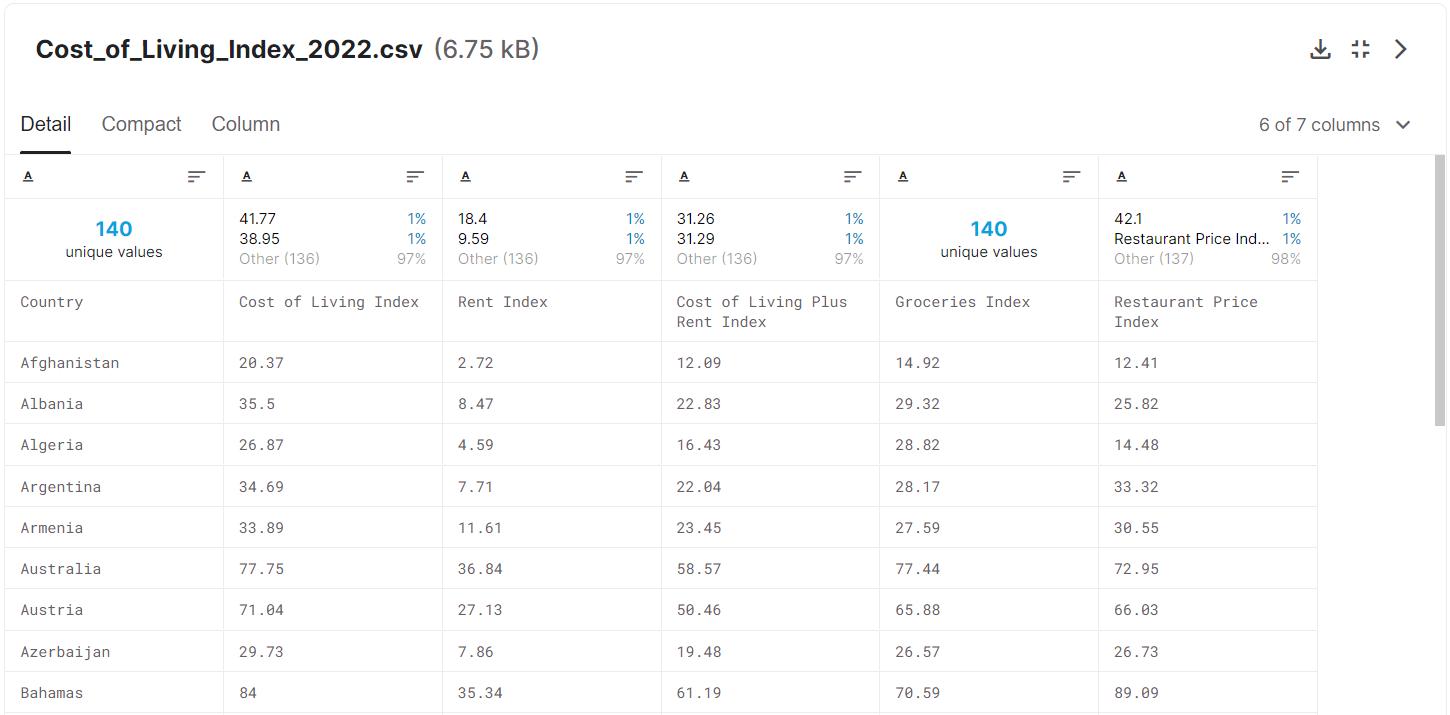 Cost_of_Living_Index_2022.csv (6.75 kB)
Detail Compact Column 6 of 7 columns
A A A A A A
140 unique values
41.77 1%
38.95 1%
Other (136) 97%
18.4 1%
9.59 1%
Other (136) 97%
31.26 1%
31.29 1%
Other (136) 97%
140 unique values
42.1 1%
Restaurant Price Ind... 1%
Other (137) 98%
Country Cost of Living Index Rent Index Cost of Living Plus Rent Index Groceries Index Restaurant Price Index
Afghanistan 20.37 2.72 12.09 14.92 12.41
Albania 35.5 8.47 22.83 29.32 25.82
Algeria 26.87 4.59 16.43 28.82 14.48
Argentina 34.69 7.71 22.04 28.17 33.32
Armenia 33.89 11.61 23.45 27.59 30.55
Australia 77.75 36.84 58.57 77.44 72.95
Austria 71.04 27.13 50.46 65.88 66.03
Azerbaijan 29.73 7.86 19.48 26.57 26.73
Bahamas 84 35.34 61.19 70.59 89.09